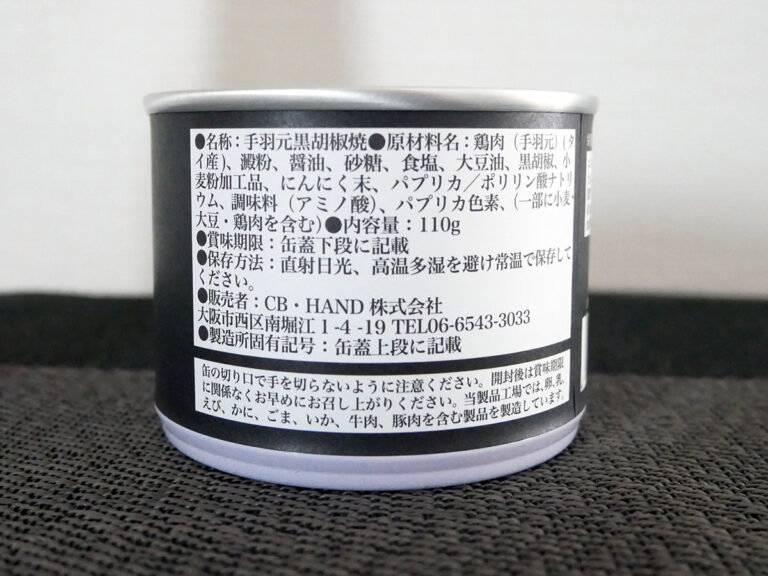 ●名称：手羽元黒胡椒焼●原材料名：鶏肉（手羽元）（タ
イ産）、澱粉、醤油、砂糖、食塩、大豆油、黒胡椒、小
麦粉加工品、にんにく末、パプリカ／ポリリン酸ナトリ
ウム、調味料（アミノ酸）、パプリカ色素、（一部に小麦・
大豆・鶏肉を含む）●内容量：110g
●賞味期限：缶蓋下段に記載
●保存方法：直射日光、高温多湿を避け常温で保存して
ください。
●販売者：CB・HAND 株式会社
大阪市西区南堀江 1 -4 -19 TEL06-6543-3033
●製造所固有記号：缶蓋上段に記載
缶の切り口で手を切らないように注意ください。開封後は賞味期限
に関係なくお早めにお召し上がりください。当製品工場では、卵、乳、
えび、かに、ごま、いか、牛肉、豚肉を含む製品を製造しています。